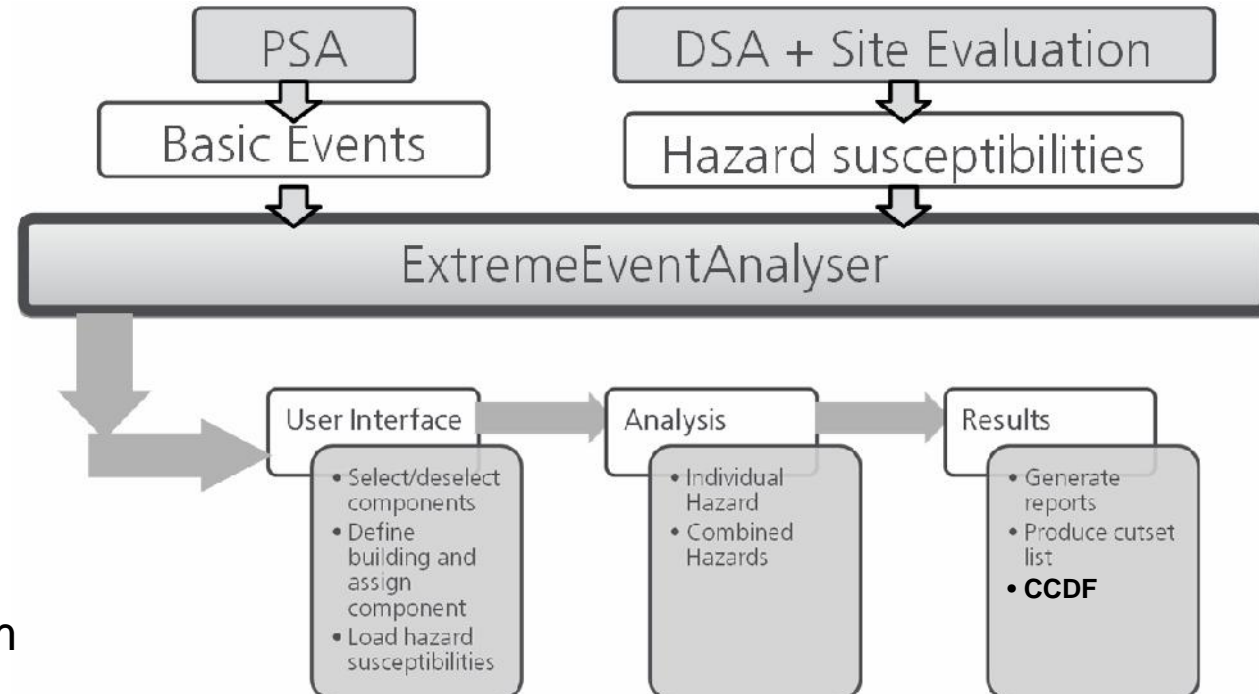 PSA
DSA + Site Evaluation
Basic Events
Hazard susceptibilities
ExtremeEventAnalyser
User Interface
• Select/deselect
components
• Define
building and
assign
component
• Load hazard
susceptibilities
Analysis
• Individual
Hazard
• Combined
Hazards
Results
• Generate
reports
• Produce cutset
list
• CCDF